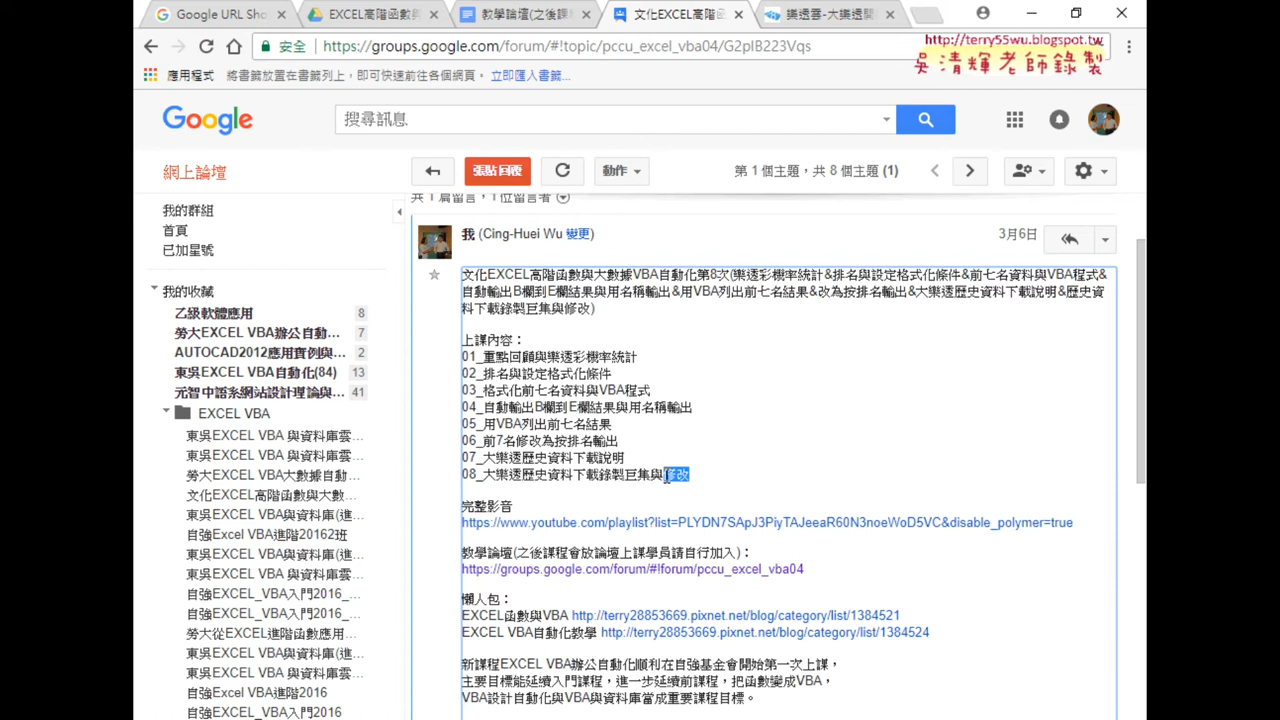 Google URL Sho
EXCEL高階函數與
教學論壇(之後課
文化EXCEL高階函
樂透雲-大樂透開
安全
https://groups.google.com/forum/#!topic/pccu_excel_vba04/G2pIB223Vqs
http://terry55wu.blogspot.tw
吳清輝老師錄製
應用程式
將書籤放置在書籤列上，即可快速前往各個網頁。
立即匯入書籤...
Google
搜尋訊息
網上論壇
張貼回覆
動作
第 1 個主題，共 8 個主題 (1)
我的群組
首頁
已加星號
我的收藏
乙級軟體應用 8
勞大EXCEL VBA辦公自動... 7
AUTOCAD2012應用實例與... 2
東吳EXCEL VBA自動化(84) 13
元智中語系網站設計理論與... 41
EXCEL VBA
東吳EXCEL VBA 與資料庫雲...
東吳EXCEL VBA 與資料庫雲...
勞大EXCEL VBA大數據自動...
文化EXCEL高階函數與大數...
東吳EXCEL VBA與資料庫(進...
自強Excel VBA進階20162班
東吳EXCEL VBA與資料庫(進...
東吳EXCEL VBA 與資料庫雲...
自強EXCEL_VBA入門2016_...
自強EXCEL_VBA入門2016_...
勞大從EXCEL進階函數應用...
東吳EXCEL VBA與資料庫(進...
東吳EXCEL VBA 與資料庫雲...
自強Excel VBA進階2016
自強EXCEL_VBA入門2016
共 1 篇留言，1 位留言者
我 (Cing-Huei Wu 變更)
3月6日
文化EXCEL高階函數與大數據VBA自動化第8次(樂透彩機率統計&排名與設定格式化條件&前七名資料與VBA程式&
自動輸出B欄到E欄結果與用名稱輸出&用VBA列出前七名結果&改為按排名輸出&大樂透歷史資料下載說明&歷史資
料下載錄製巨集與修改)
上課內容：
01_重點回顧與樂透彩機率統計
02_排名與設定格式化條件
03_格式化前七名資料與VBA程式
04_自動輸出B欄到E欄結果與用名稱輸出
05_用VBA列出前七名結果
06_前7名修改為按排名輸出
07_大樂透歷史資料下載說明
08_大樂透歷史資料下載錄製巨集與修改
完整影音
https://www.youtube.com/playlist?list=PLYDN7SApJ3PiyTAJeeaR60N3noeWoD5VC&disable_polymer=true
教學論壇(之後課程會放論壇上課學員請自行加入)：
https://groups.google.com/forum/#!forum/pccu_excel_vba04
懶人包：
EXCEL函數與VBA http://terry28853669.pixnet.net/blog/category/list/1384521
EXCEL VBA自動化教學 http://terry28853669.pixnet.net/blog/category/list/1384524
新課程EXCEL VBA辦公自動化順利在自強基金會開始第一次上課，
主要目標能延續入門課程，進一步延續前課程，把函數變成VBA，
VBA設計自動化與VBA與資料庫當成重要課程目標。